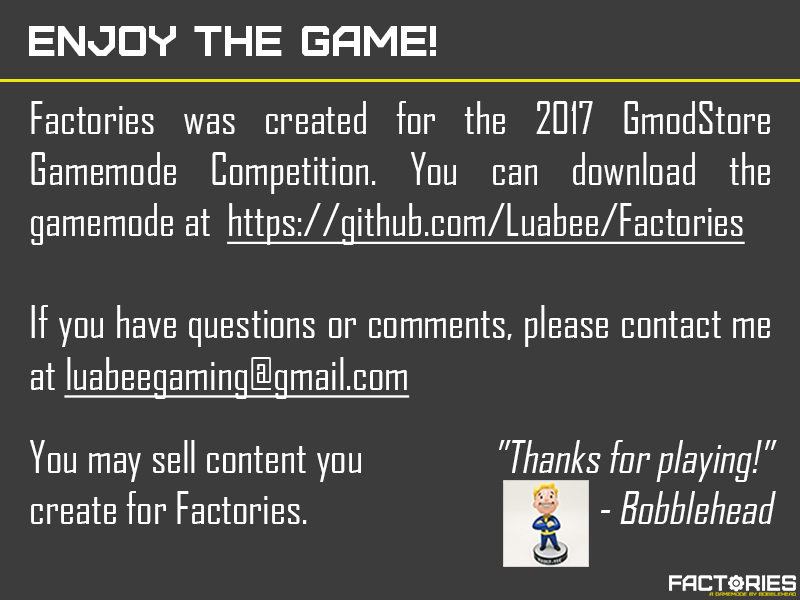 ENJOY THE GAME!
Factories was created for the 2017 GmodStore
Gamemode Competition. You can download the
gamemode at https://github.com/Luabee/Factories
If you have questions or comments, please contact me
at luabeegaming@gmail.com
You may sell content you
create for Factories.
"Thanks for playing!"
- Bobblehead
FACTORIES
A GAMEMODE BY BOBBLEHEAD